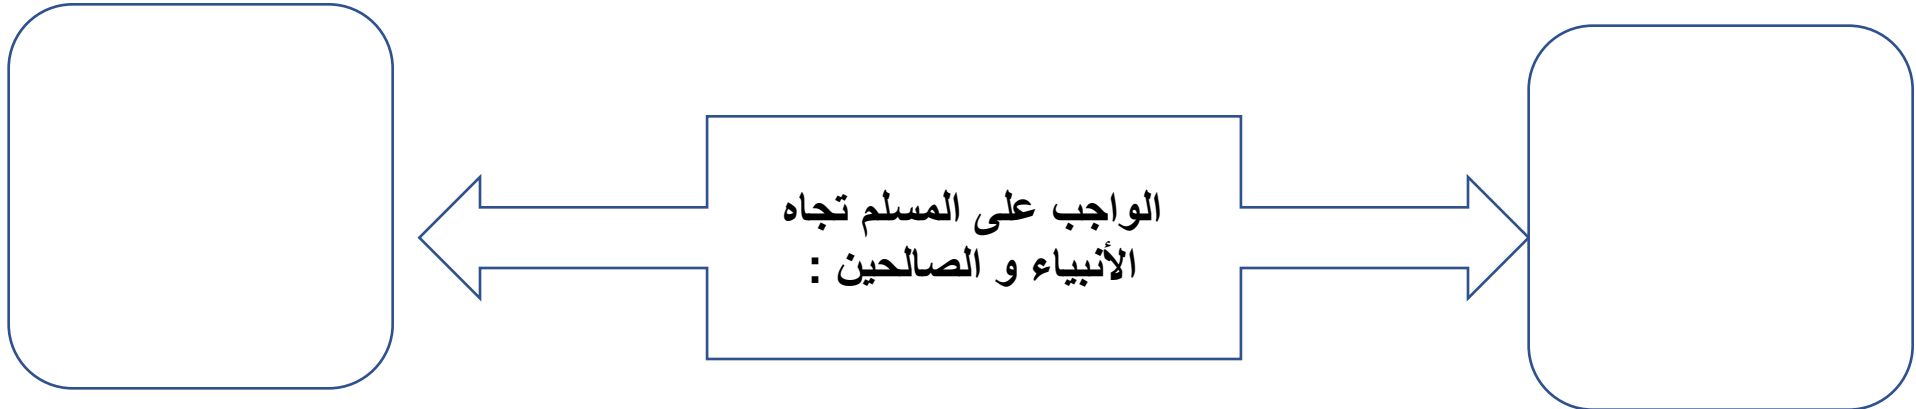 الواجب على المسلم تجاه
الأنبياء و الصالحين :